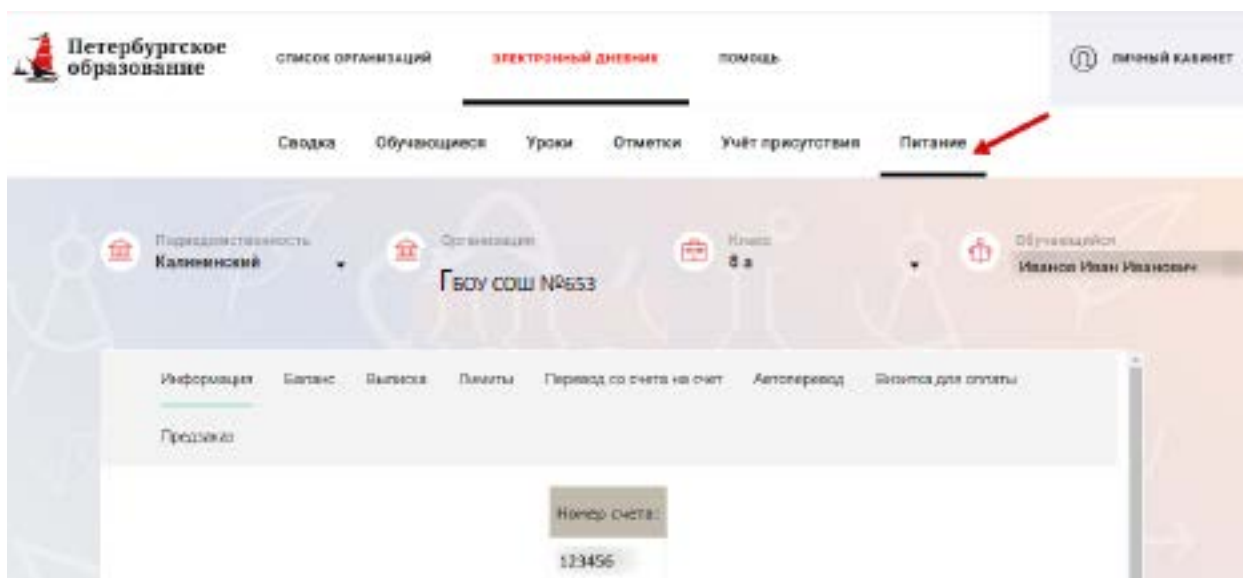 Петербургское
образование
СПИСОК ОРГАНИЗАЦИЙ
ЭЛЕКТРОННЫЙ ДНЕВНИК
ПОМОЩЬ
ЛИЧНЫЙ КАБИНЕТ
Сводка Обучающиеся Уроки Отметки Учёт присутствия Питание
Подведомственность
Калининский
Организация
ГБОУ СОШ №653
Класс
8 а
Обучающийся
Иванов Иван Иванович
Информация Баланс Выписка Лимиты Перевод со счета на счет Автоперевод Визитка для оплаты
Предзаказ
Номер счета:
123456